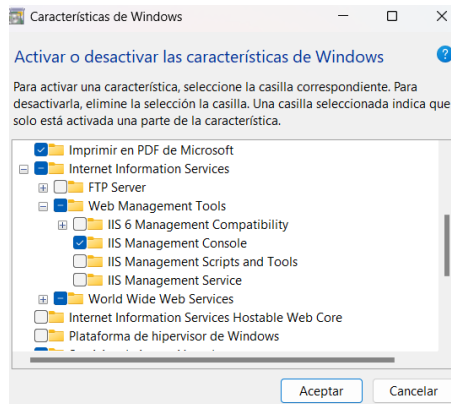 Características de Windows
Activar o desactivar las características de Windows
Para activar una característica, seleccione la casilla correspondiente. Para
desactivarla, elimine la selección la casilla. Una casilla seleccionada indica que
solo está activada una parte de la característica.
Imprimir en PDF de Microsoft
Internet Information Services
FTP Server
Web Management Tools
IIS 6 Management Compatibility
IIS Management Console
IIS Management Scripts and Tools
IIS Management Service
World Wide Web Services
Internet Information Services Hostable Web Core
Plataforma de hipervisor de Windows
Aceptar
Cancelar